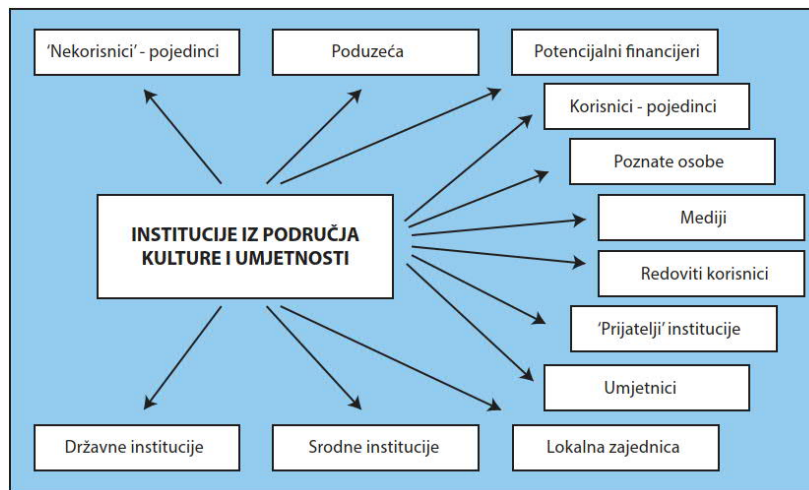 'Nekorisnici' - pojedinci
Poduzeća
Potencijalni financijeri
Korisnici - pojedinci
Poznate osobe
Mediji
INSTITUCIJE IZ PODRUČJA
KULTURE I UMJETNOSTI
Redoviti korisnici
'Prijatelji' institucije
Umjetnici
Državne institucije
Srodne institucije
Lokalna zajednica